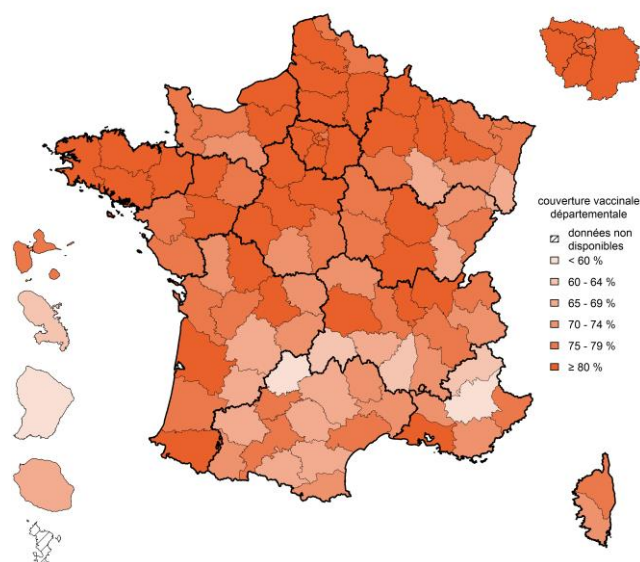 couverture vaccinale
départementale
données non
disponibles
< 60 %
60 - 64 %
65 - 69 %
70 - 74 %
75 - 79 %
≥ 80 %